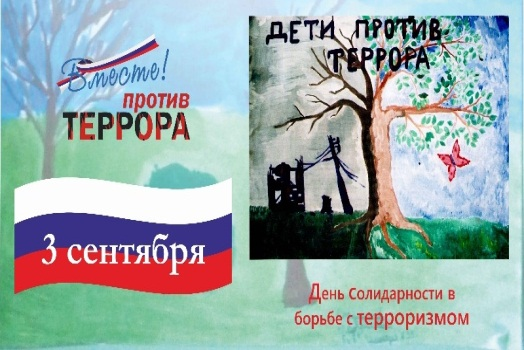 Вместе!
против
ТЕРРОРА
3 сентября
ДЕТИ ПРОТИВ
ТЕРРОРА
День Солидарности в
борьбе с терроризмом